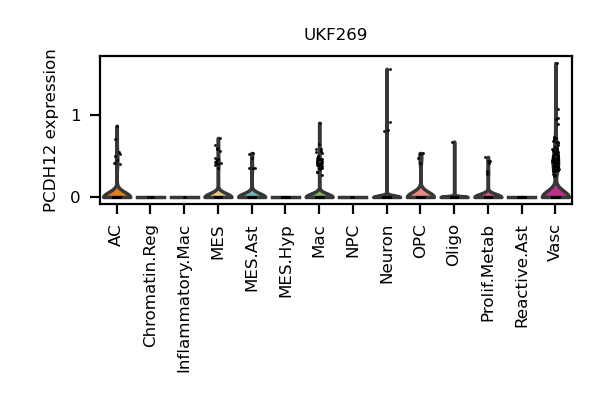 UKF269
PCDH12 expression
1
0
AC
Chromatin.Reg
Inflammatory.Mac
MES
MES.Ast
MES.Hyp
Mac
NPC
Neuron
OPC
Oligo
Prolif.Metab
Reactive.Ast
Vasc